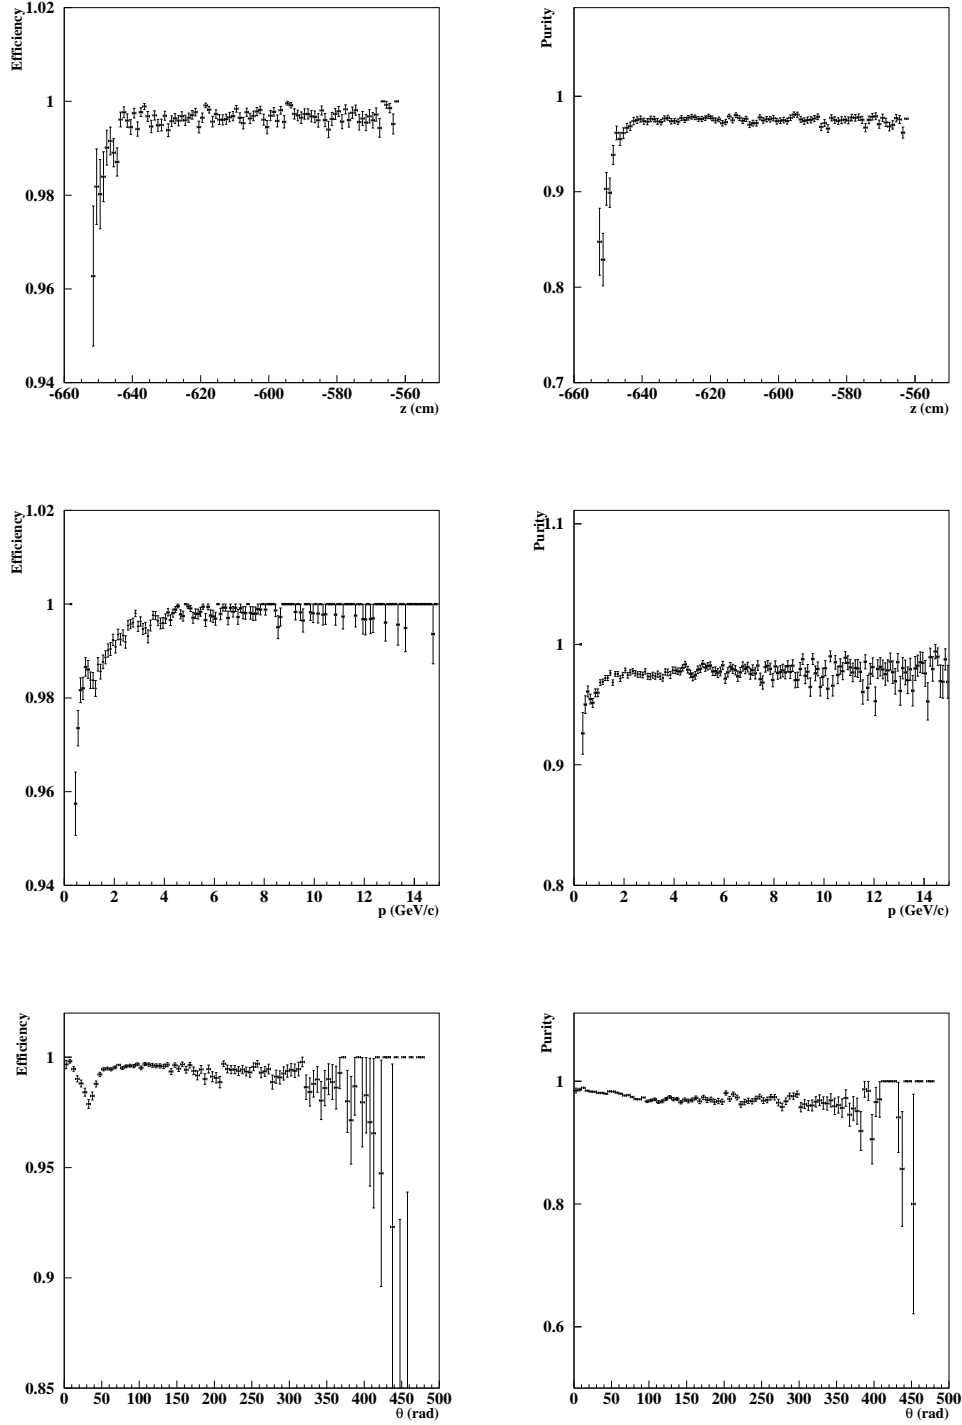 Efficiency
1.02
1
0.98
0.96
0.94
-660 -640 -620 -600 -580 -560
z (cm)
Purity
1
0.9
0.8
0.7
-660 -640 -620 -600 -580 -560
z (cm)
Efficiency
1.02
1
0.98
0.96
0.94
0 2 4 6 8 10 12 14
p (GeV/c)
Purity
1.1
1
0.9
0.8
0 2 4 6 8 10 12 14
p (GeV/c)
Efficiency
1
0.95
0.9
0.85
0 50 100 150 200 250 300 350 400 450 500
θ (rad)
Purity
1
0.8
0.6
0 50 100 150 200 250 300 350 400 450 500
θ (rad)